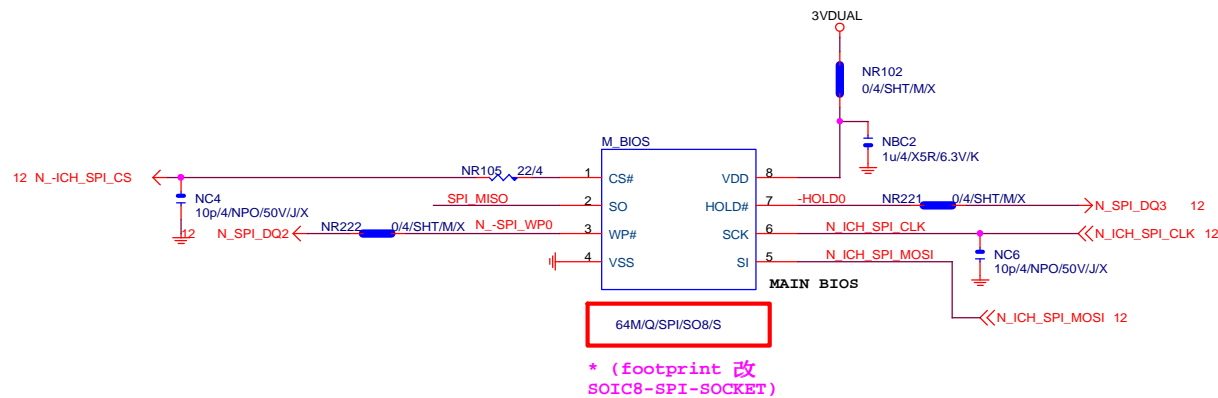 3VDUAL
NR102
0/4/SHT/M/X
NBC2
1u/4/X5R/6.3V/K
M_BIOS
12 N_-ICH_SPI_CS
NR105 22/4
1 CS# VDD 8
NC4
10p/4/NPO/50V/J/X
SPI_MISO 2 SO HOLD# 7 -HOLD0 NR221 0/4/SHT/M/X N_SPI_DQ3 12
12 N_SPI_DQ2 NR222 0/4/SHT/M/X N_-SPI_WP0 3 WP# SCK 6 N_ICH_SPI_CLK N_ICH_SPI_CLK 12
4 VSS SI 5 N_ICH_SPI_MOSI
NC6
10p/4/NPO/50V/J/X
MAIN BIOS
N_ICH_SPI_MOSI 12
64M/Q/SPI/SO8/S
* (footprint 改
SOIC8-SPI-SOCKET)